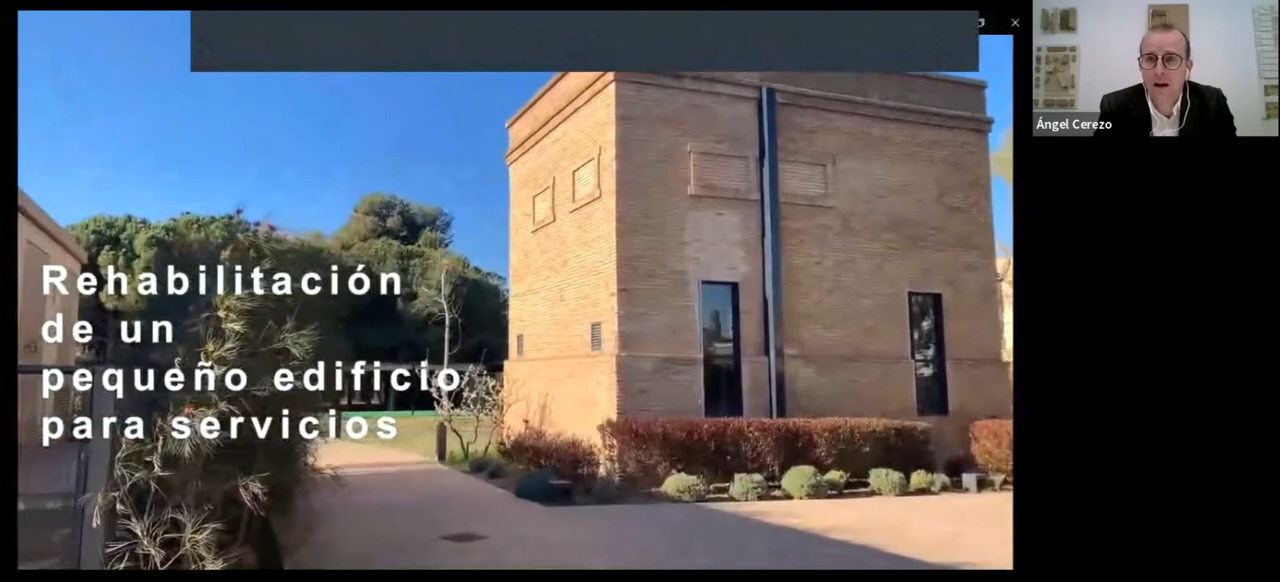 Rehabilitación
de un
pequeño edificio
para servicios
Ángel Cerezo